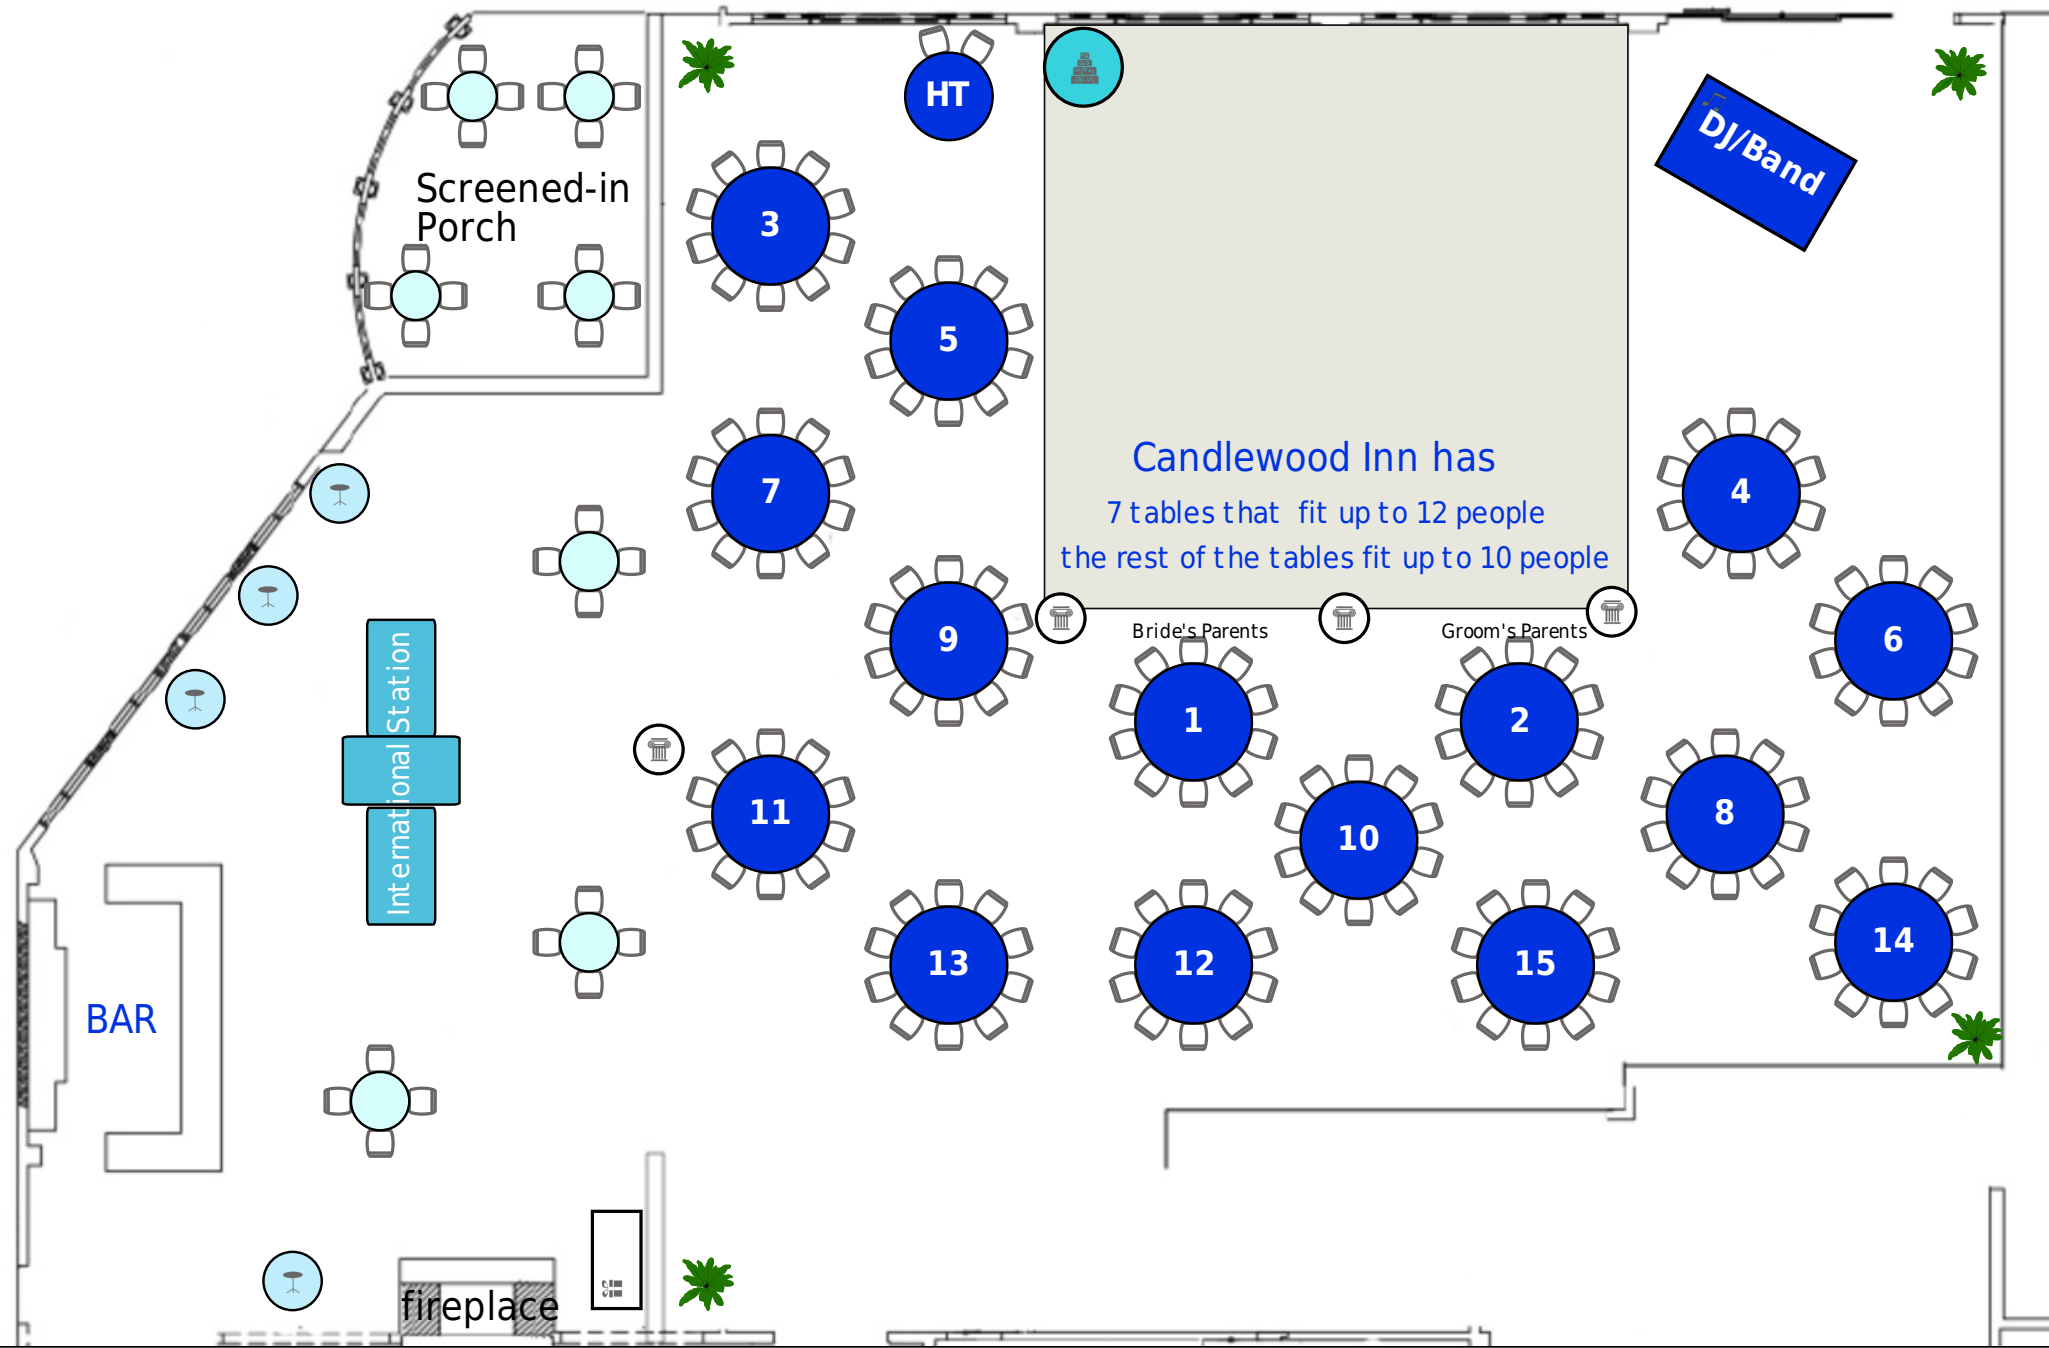 HT
DJ/Band
Screened-in
Porch
3
5
7
4
Candlewood Inn has
7 tables that fit up to 12 people
the rest of the tables fit up to 10 people
Bride's Parents
Groom's Parents
9
6
1
2
International Station
11
10
8
13
12
15
14
BAR
fireplace